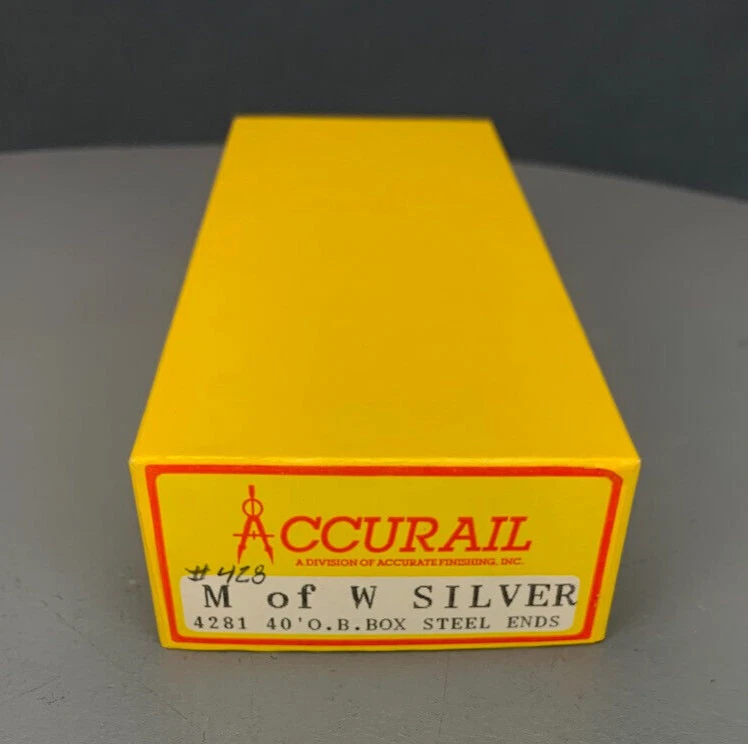 ACCURAIL
A DIVISION OF ACCURATE FINISHING, INC.
#428
M of W SILVER
4281 40'O.B.BOX STEEL ENDS